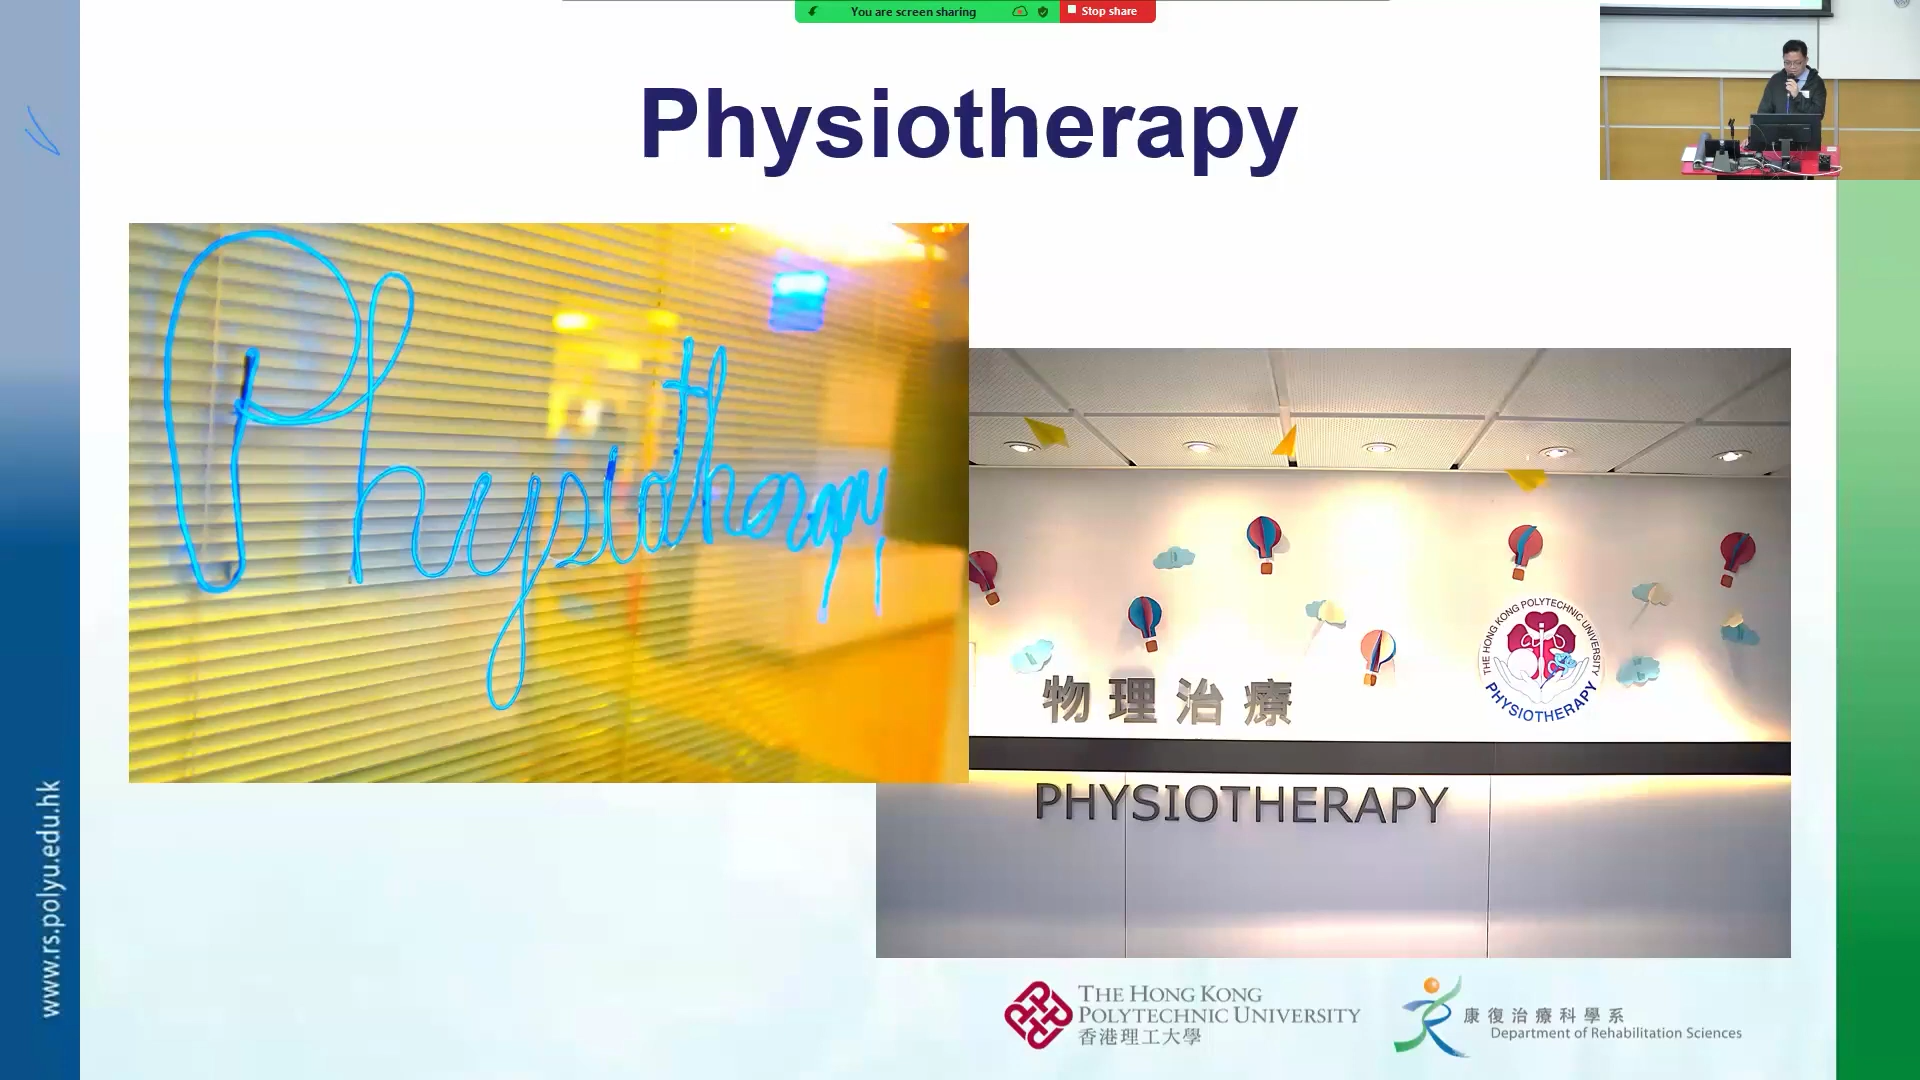 You are screen sharing
Stop share
Physiotherapy
Physiotherapy
物理治療
THE HONG KONG POLYTECHNIC UNIVERSITY
PHYSIOTHERAPY
PHYSIOTHERAPY
www.rs.polyu.edu.hk
THE HONG KONG
POLYTECHNIC UNIVERSITY
香港理工大學
康復治療科學系
Department of Rehabilitation Sciences